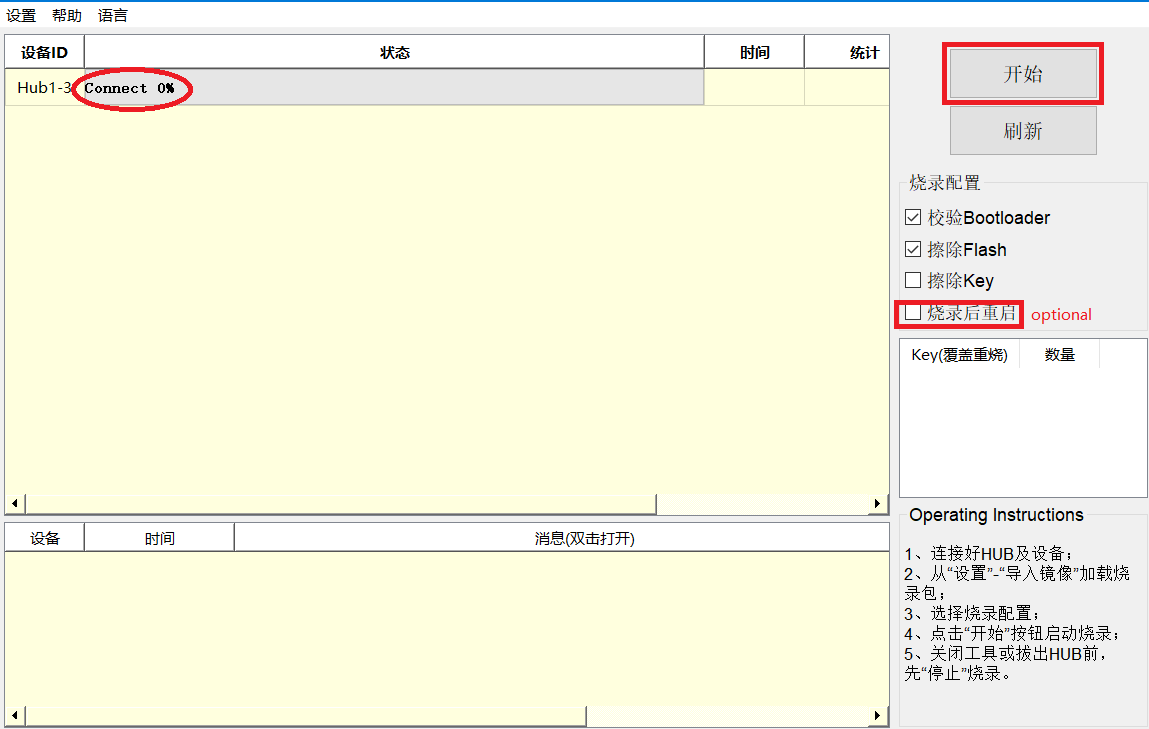 设置 帮助 语言
设备ID 状态 时间 统计
Hub1-3 Connect 0%
开始
刷新
烧录配置
校验Bootloader
擦除Flash
擦除Key
烧录后重启 optional
Key(覆盖重烧) 数量
设备 时间 消息(双击打开)
Operating Instructions
1、连接好HUB及设备；
2、从“设置”-“导入镜像”加载烧
录包；
3、选择烧录配置；
4、点击“开始”按钮启动烧录；
5、关闭工具或拔出HUB前，
先“停止”烧录。